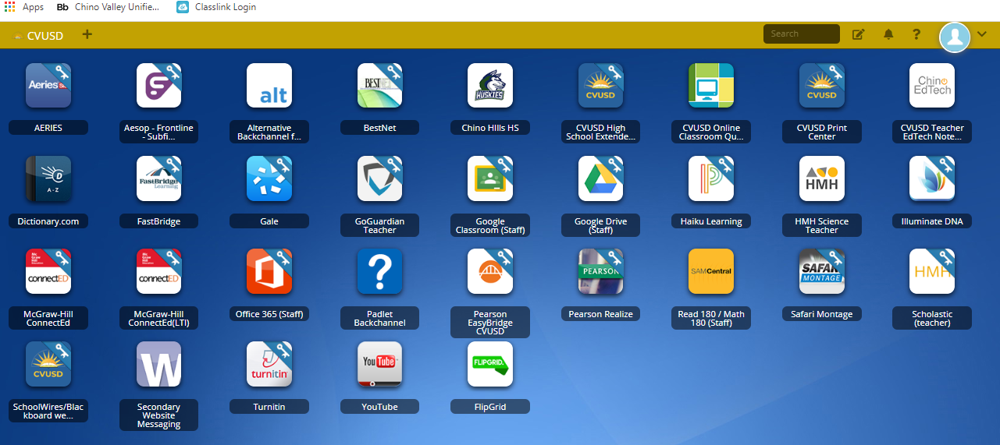 Apps Bb Chino Valley Unifie... Classlink Login
CVUSD + Search ?
Aeries
alt
BEST NET
HUSKIES
CVUSD
CVUSD
Chino
EdTech
AERIES
Aesop - Frontline
- Subfi...
Alternative
Backchannel f...
BestNet
Chino HIlls HS
CVUSD High
School Extende...
CVUSD Online
Classroom Qu...
CVUSD Print
Center
CVUSD Teacher
EdTech Note...
D
A-Z
FastBridge
Learning
HMH
Dictionary.com
FastBridge
Gale
GoGuardian
Teacher
Google
Classroom (Staff)
Google Drive
(Staff)
Haiku Learning
HMH Science
Teacher
Illuminate DNA
Mc
Graw
Hill
Education
connectED
Mc
Graw
Hill
Education
connectED
?
PEARSON
SAMCentral
SAFARI
MONTAGE
HMH
McGraw-Hill
ConnectEd
McGraw-Hill
ConnectEd(LTI)
Office 365 (Staff)
Padlet
Backchannel
Pearson
EasyBridge
CVUSD
Pearson Realize
Read 180 / Math
180 (Staff)
Safari Montage
Scholastic
(teacher)
CVUSD
W
turnitin
You Tube
FLIPGRID.
SchoolWires/Blac
kboard we...
Secondary
Website
Messaging
Turnitin
YouTube
FlipGrid